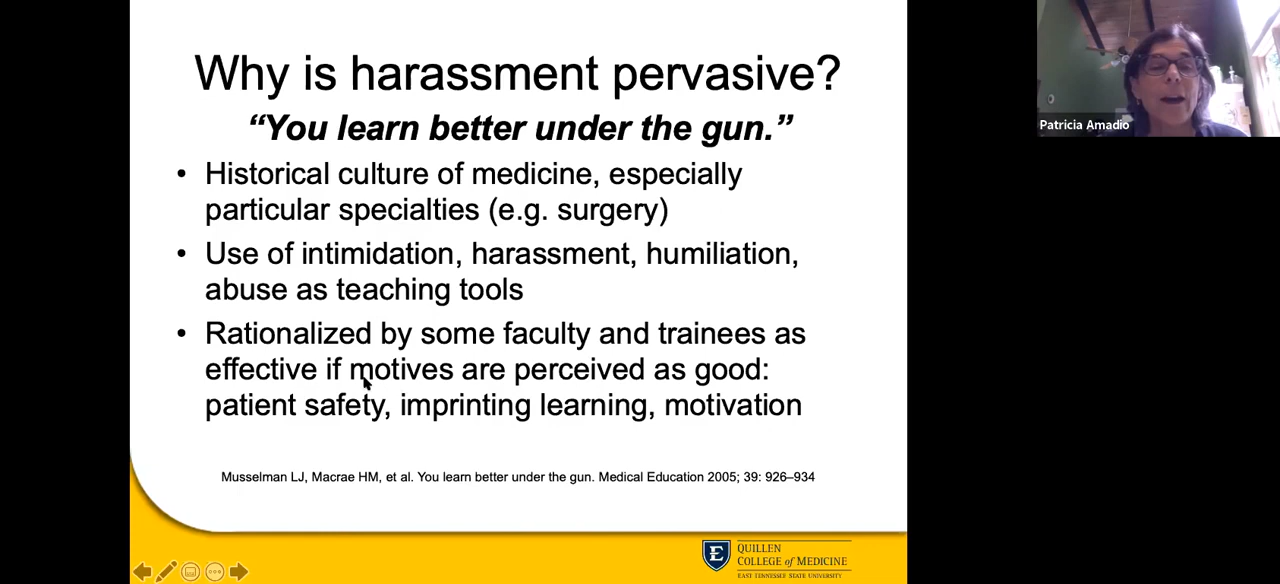 Why is harassment pervasive?
“You learn better under the gun.”
• Historical culture of medicine, especially
particular specialties (e.g. surgery)
• Use of intimidation, harassment, humiliation,
abuse as teaching tools
• Rationalized by some faculty and trainees as
effective if motives are perceived as good:
patient safety, imprinting learning, motivation
Musselman LJ, Macrae HM, et al. You learn better under the gun. Medical Education 2005; 39: 926–934
E
QUILLEN
COLLEGE of MEDICINE
EAST TENNESSEE STATE UNIVERSITY
Patricia Amadio